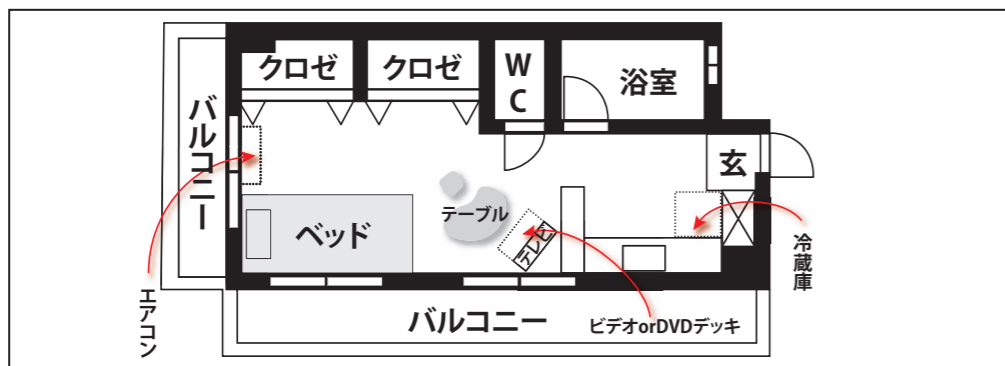 クロゼ
クロゼ
WC
浴室
バルコニー
玄
ベッド
テーブル
テレビ
冷蔵庫
エアコン
バルコニー
ビデオorDVDデッキ